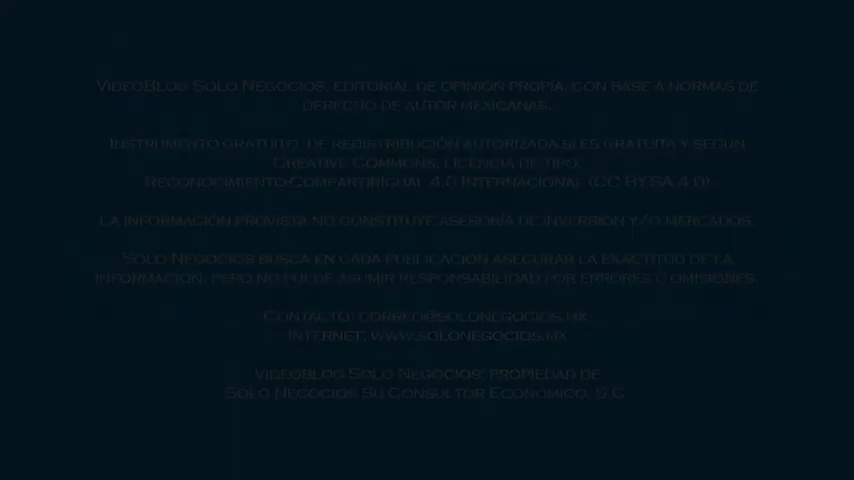 VideoBlog Solo Negocios, editorial de opinión propia, con base a normas de
derecho de autor mexicanas.
Instrumento gratuito, de redistribución autorizada si es gratuita y según
Creative Commons, licencia de tipo:
Reconocimiento-CompartirIgual 4.0 Internacional (CC BY-SA 4.0)
La información provista no constituye asesoría de inversión y/o mercados.
Solo Negocios busca en cada publicación asegurar la exactitud de la
información, pero no puede asumir responsabilidad por errores u omisiones.
Contacto: correo@solonegocios.mx
Internet: www.solonegocios.mx
videoblog Solo Negocios: propiedad de
Solo Negocios Su Consultor Económico, S.C.